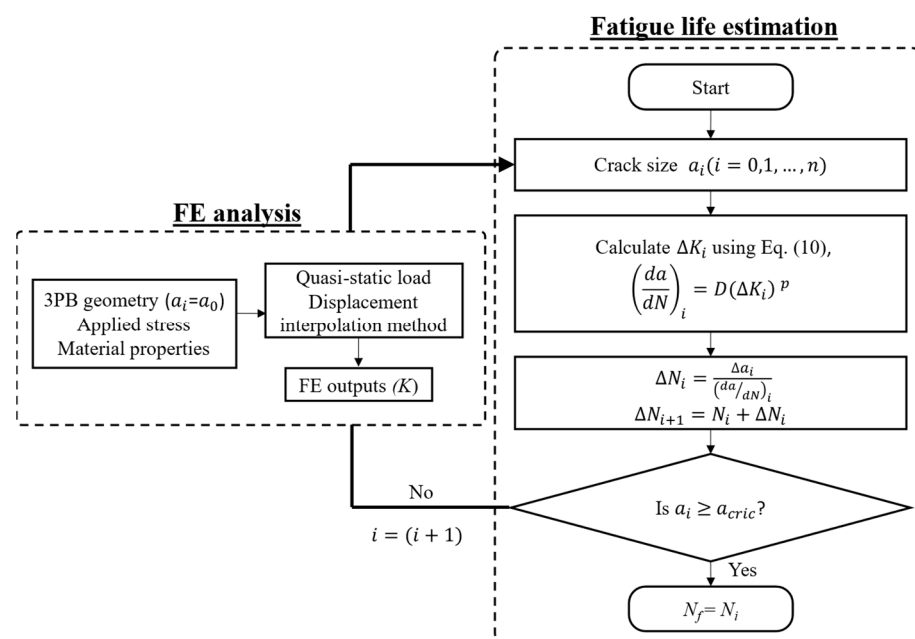 Fatigue life estimation
Start
Crack size a_i(i = 0,1, ..., n)
Calculate ΔK_i using Eq. (10),
(da/dN)_i = D(ΔK_i)^p
ΔN_i = Δa_i/(da/dN)_i
ΔN_{i+1} = N_i + ΔN_i
Is a_i ≥ a_{cric}?
Yes
N_f= N_i
No
i = (i + 1)
FE analysis
3PB geometry (a_i=a_0)
Applied stress
Material properties
Quasi-static load
Displacement
interpolation method
FE outputs (K)